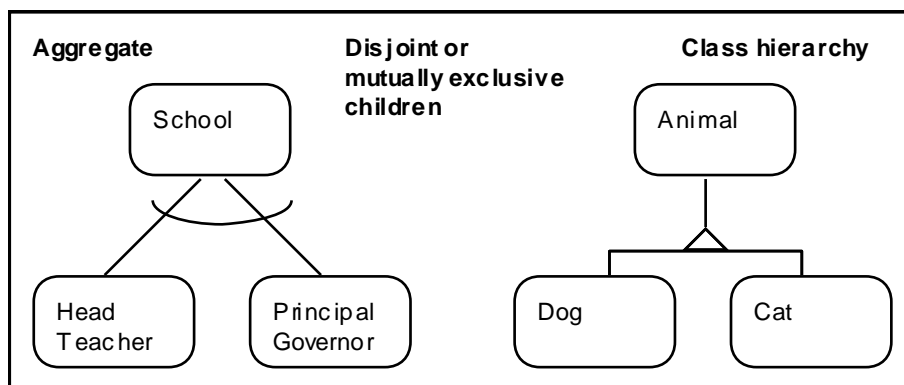 Aggregate
Disjoint or
mutually exclusive
children
Class hierarchy
School
Animal
Head
Teacher
Principal
Governor
Dog
Cat